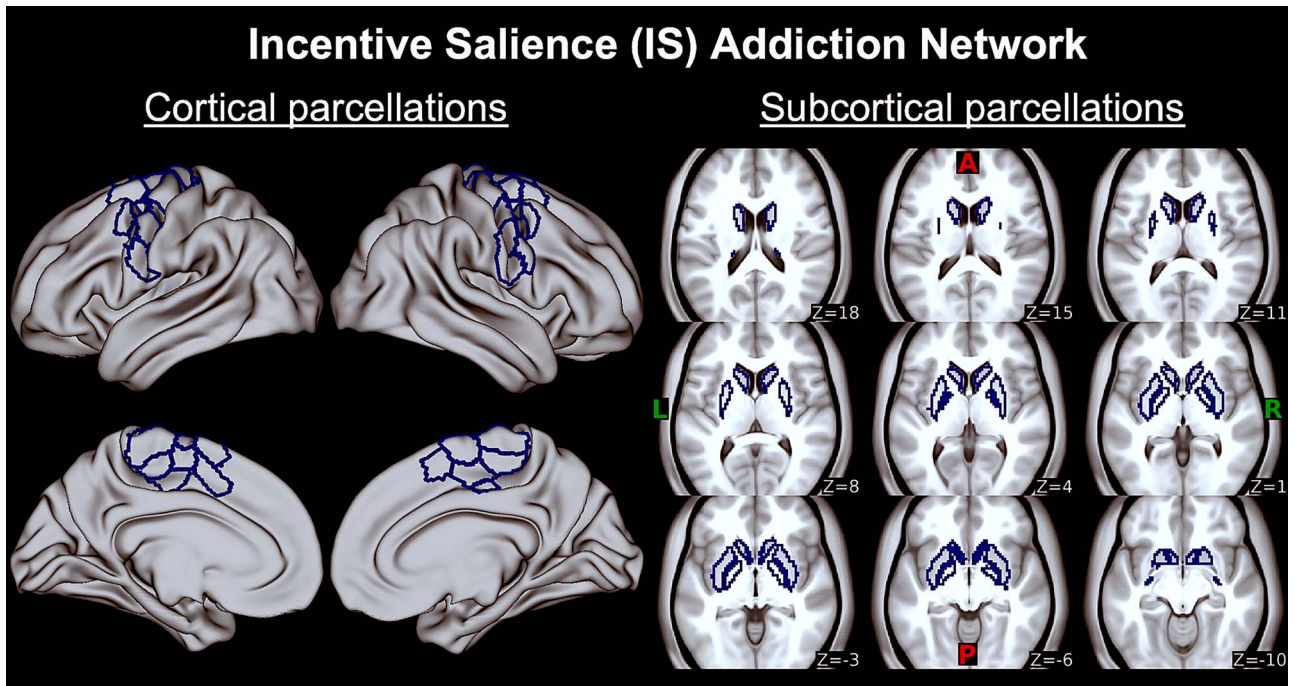 Incentive Salience (IS) Addiction Network
Cortical parcellations
Subcortical parcellations
A
Z=18
Z=15
Z=11
L
R
Z=8
Z=4
Z=1
P
Z=-3
Z=-6
Z=-10